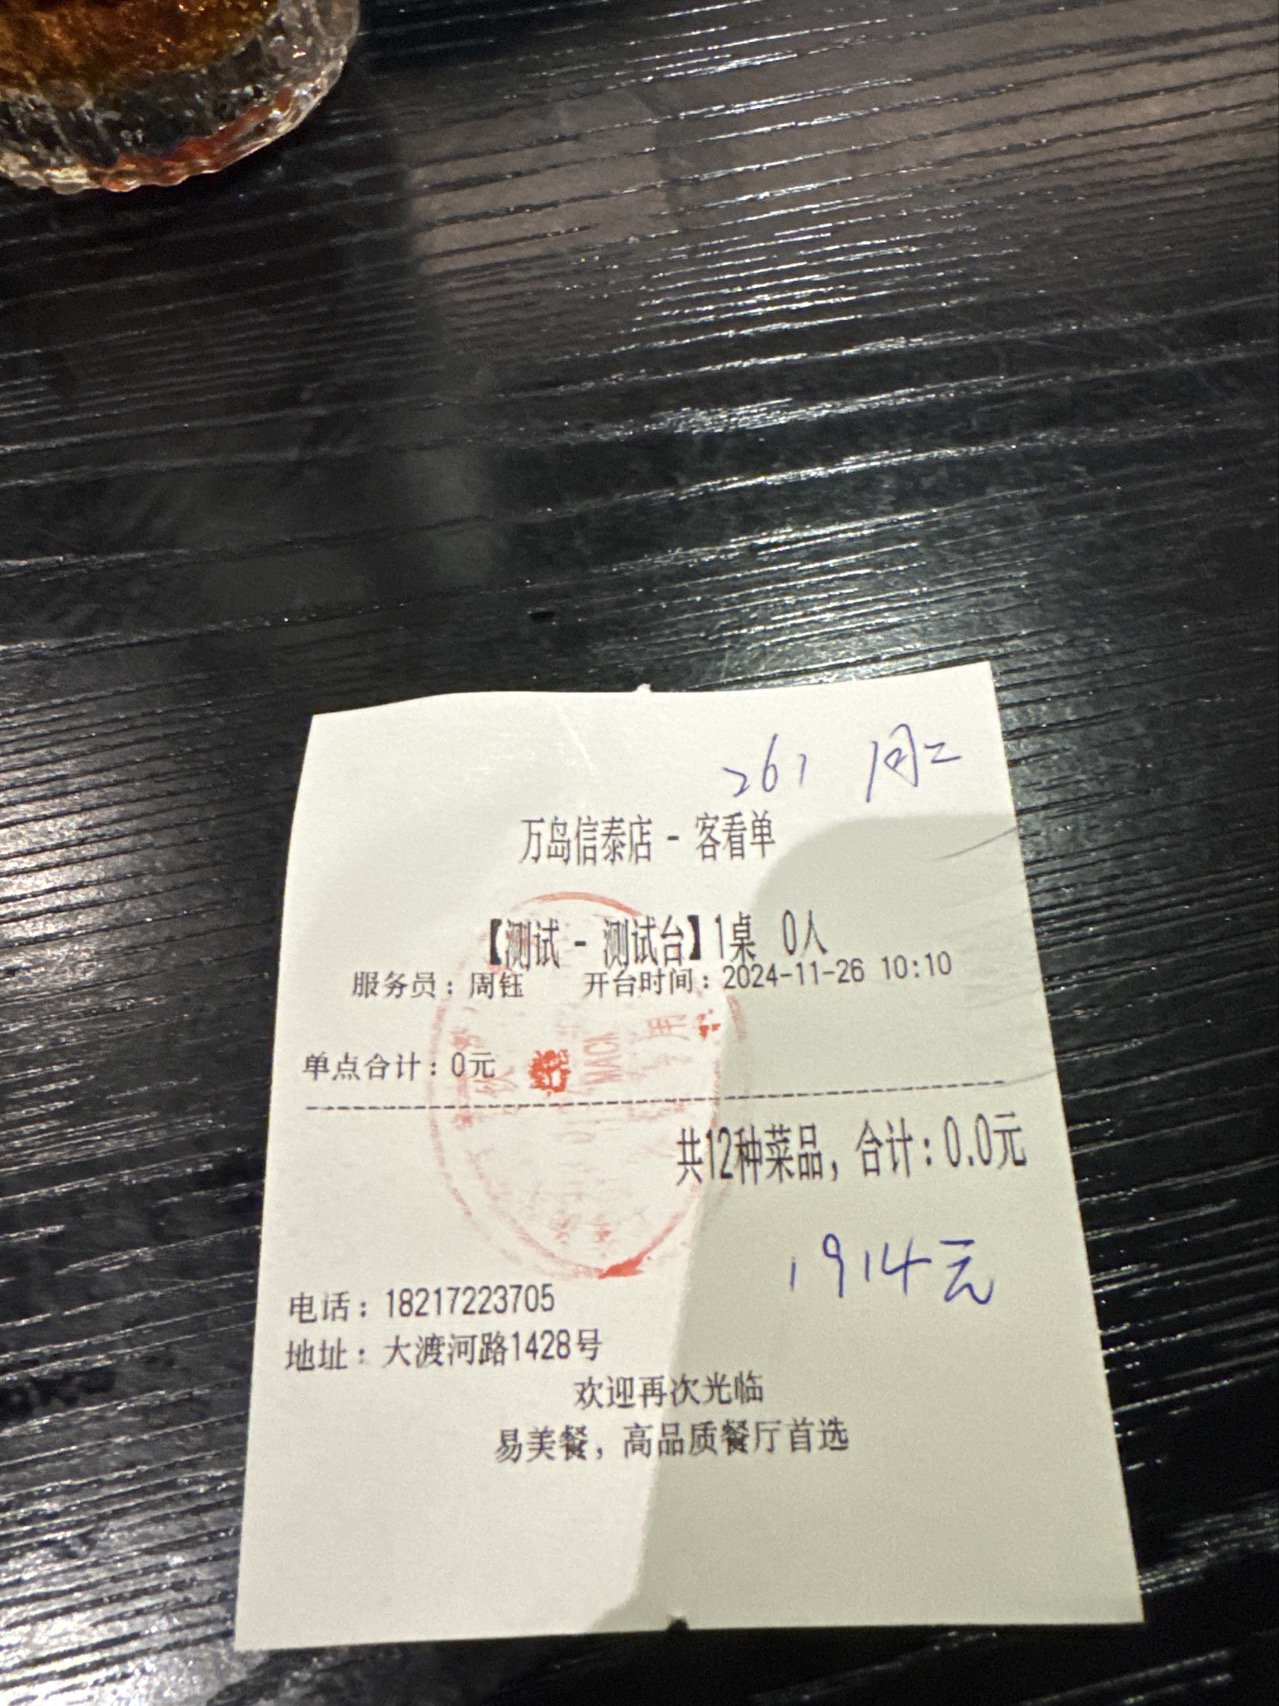 261 周二
万岛信泰店 - 客看单
【测试 - 测试台】1桌 0人
服务员：周钰 开台时间：2024-11-26 10:10
单点合计：0元
共12种菜品，合计：0.0元
1914元
电话：18217223705
地址：大渡河路1428号
欢迎再次光临
易美餐，高品质餐厅首选